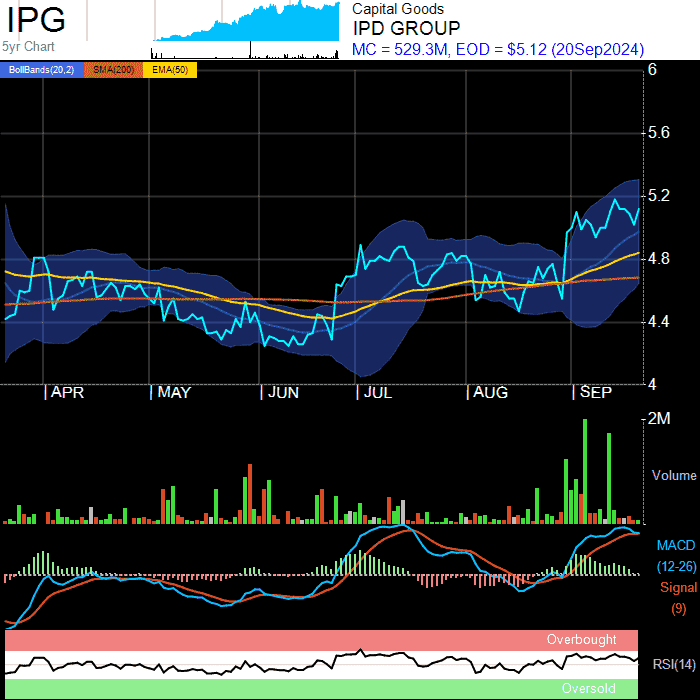 IPG
5yr Chart
Capital Goods
IPD GROUP
MC = 529.3M, EOD = $5.12 (20Sep2024)
BollBands(20,2) SMA(200) EMA(50)
6
5.6
5.2
4.8
4.4
4
APR MAY JUN JUL AUG SEP
2M
Volume
MACD
(12-26)
Signal
(9)
Overbought
RSI(14)
Oversold